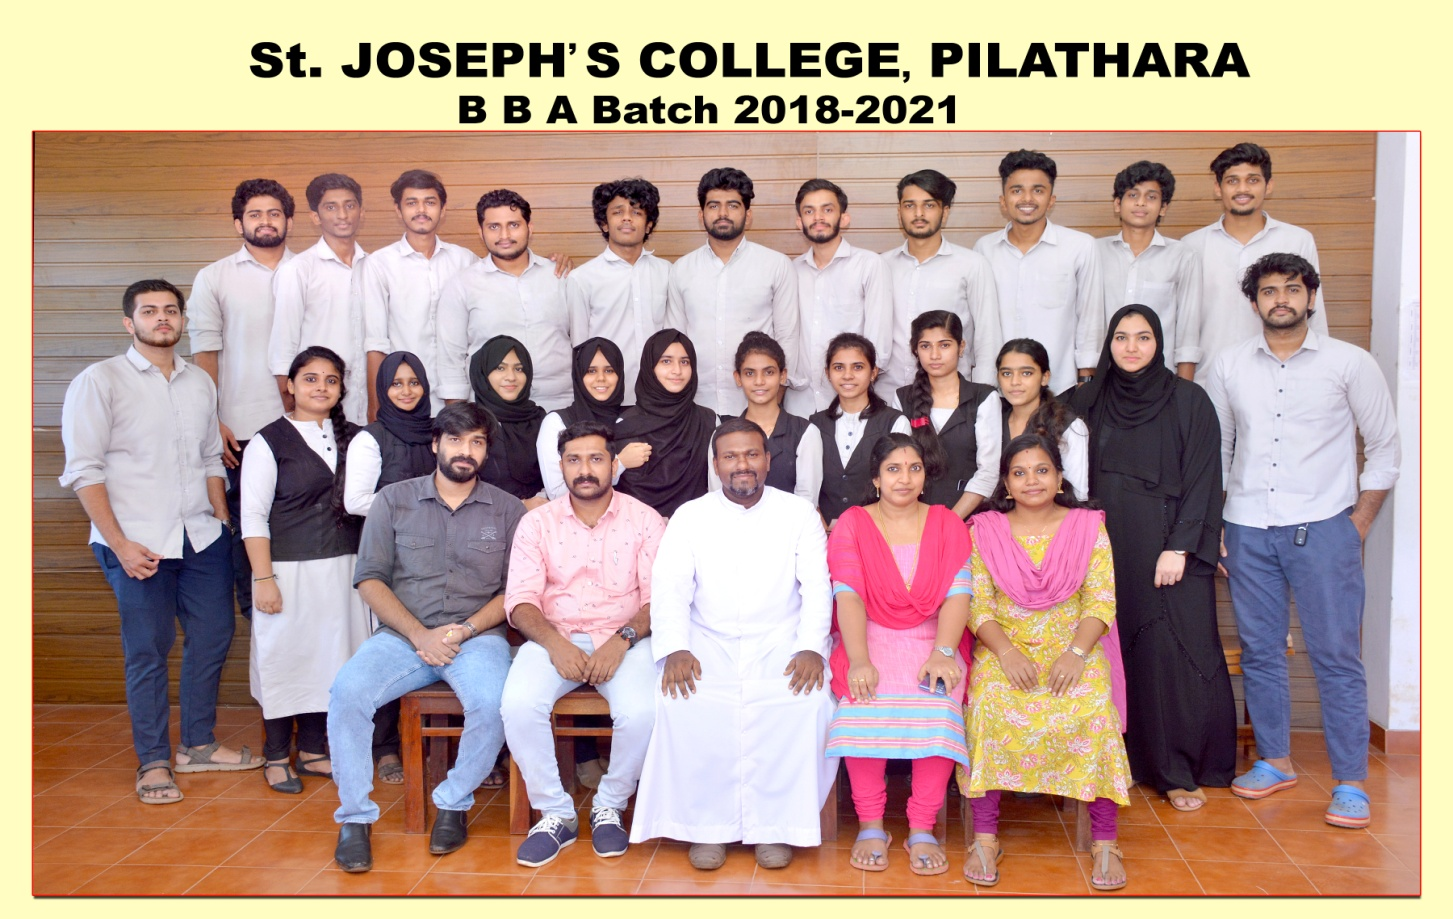 St. JOSEPH'S COLLEGE, PILATHARA
B B A Batch 2018-2021